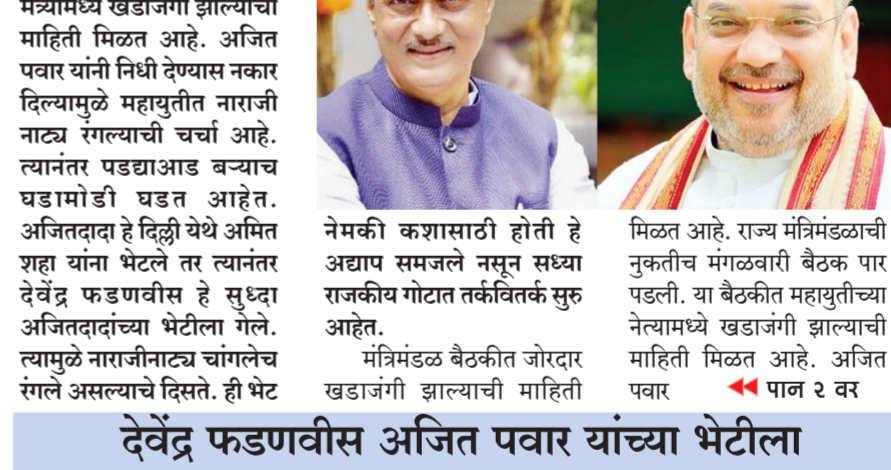 मंत्र्यांमध्ये खडाजंगी झाल्याची
माहिती मिळत आहे. अजित
पवार यांनी निधी देण्यास नकार
दिल्यामुळे महायुतीत नाराजी
नाट्य रंगल्याची चर्चा आहे.
त्यानंतर पडद्याआड बऱ्याच
घडामोडी घडत आहेत.
अजितदादा हे दिल्ली येथे अमित
शहा यांना भेटले तर त्यानंतर
देवेंद्र फडणवीस हे सुध्दा
अजितदादांच्या भेटीला गेले.
त्यामुळे नाराजीनाट्य चांगलेच
रंगले असल्याचे दिसते. ही भेट
नेमकी कशासाठी होती हे
अद्याप समजले नसून सध्या
राजकीय गोटात तर्कवितर्क सुरु
आहेत.
मंत्रिमंडळ बैठकीत जोरदार
खडाजंगी झाल्याची माहिती
मिळत आहे. राज्य मंत्रिमंडळाची
नुकतीच मंगळवारी बैठक पार
पडली. या बैठकीत महायुतीच्या
नेत्यामध्ये खडाजंगी झाल्याची
माहिती मिळत आहे. अजित
पवार पान २ वर
देवेंद्र फडणवीस अजित पवार यांच्या भेटीला